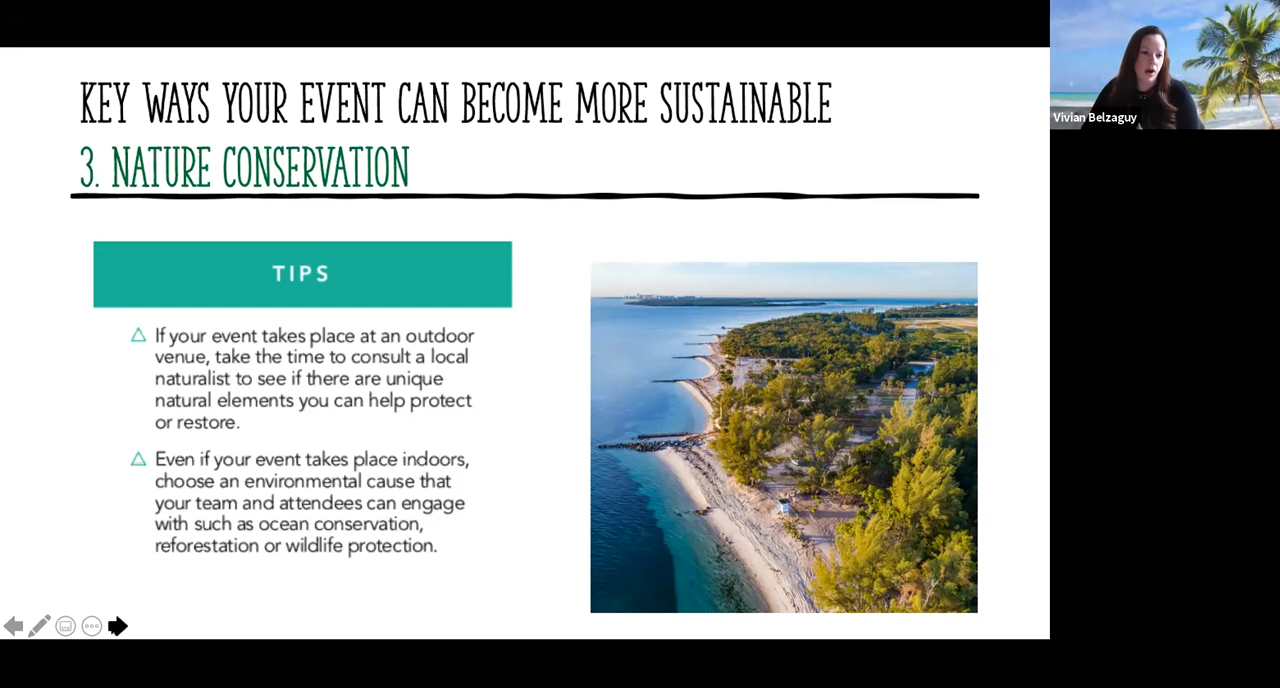 KEY WAYS YOUR EVENT CAN BECOME MORE SUSTAINABLE
3. NATURE CONSERVATION
TIPS
If your event takes place at an outdoor
venue, take the time to consult a local
naturalist to see if there are unique
natural elements you can help protect
or restore.
Even if your event takes place indoors,
choose an environmental cause that
your team and attendees can engage
with such as ocean conservation,
reforestation or wildlife protection.
Vivian Belzaguy